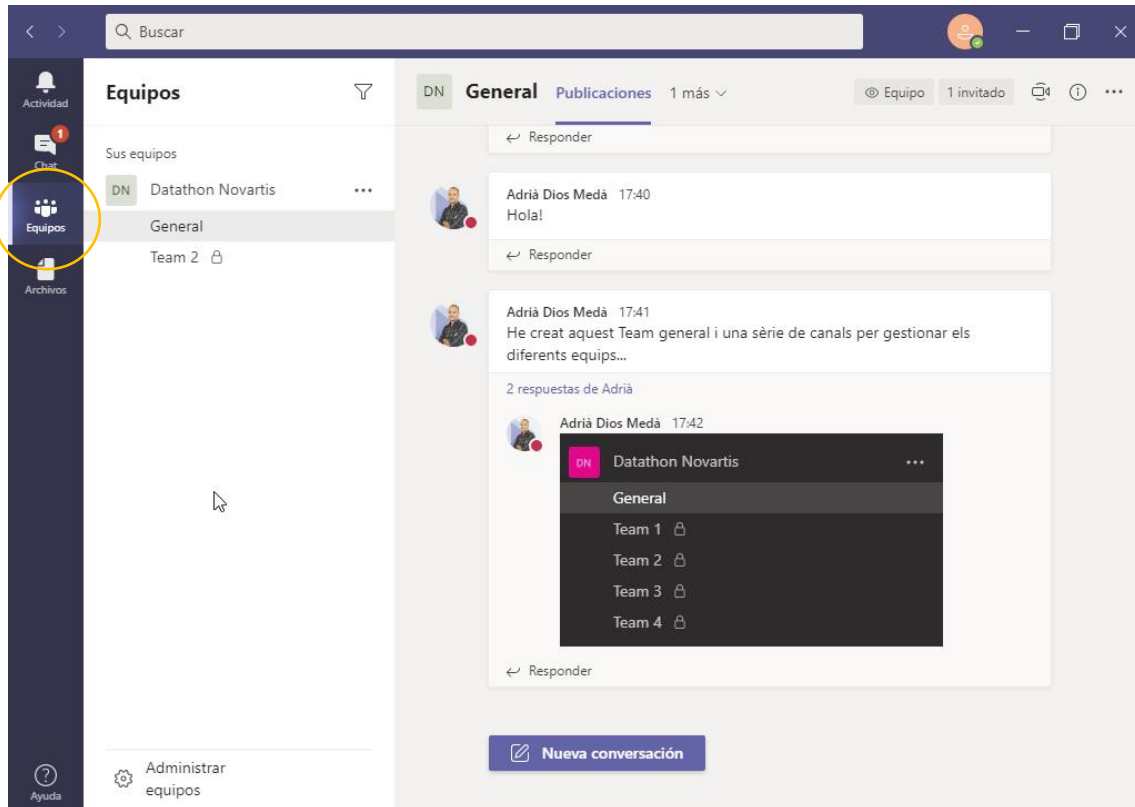 Buscar
Actividad
1
Chat
Equipos
Archivos
Ayuda
Equipos
Sus equipos
DN Datathon Novartis ...
General
Team 2
Administrar
equipos
DN General Publicaciones 1 más Equipo 1 invitado ...
Responder
Adrià Dios Medà 17:40
Hola!
Responder
Adrià Dios Medà 17:41
He creat aquest Team general i una sèrie de canals per gestionar els
diferents equips...
2 respuestas de Adrià
Adrià Dios Medà 17:42
DN Datathon Novartis ...
General
Team 1
Team 2
Team 3
Team 4
Responder
Nueva conversación